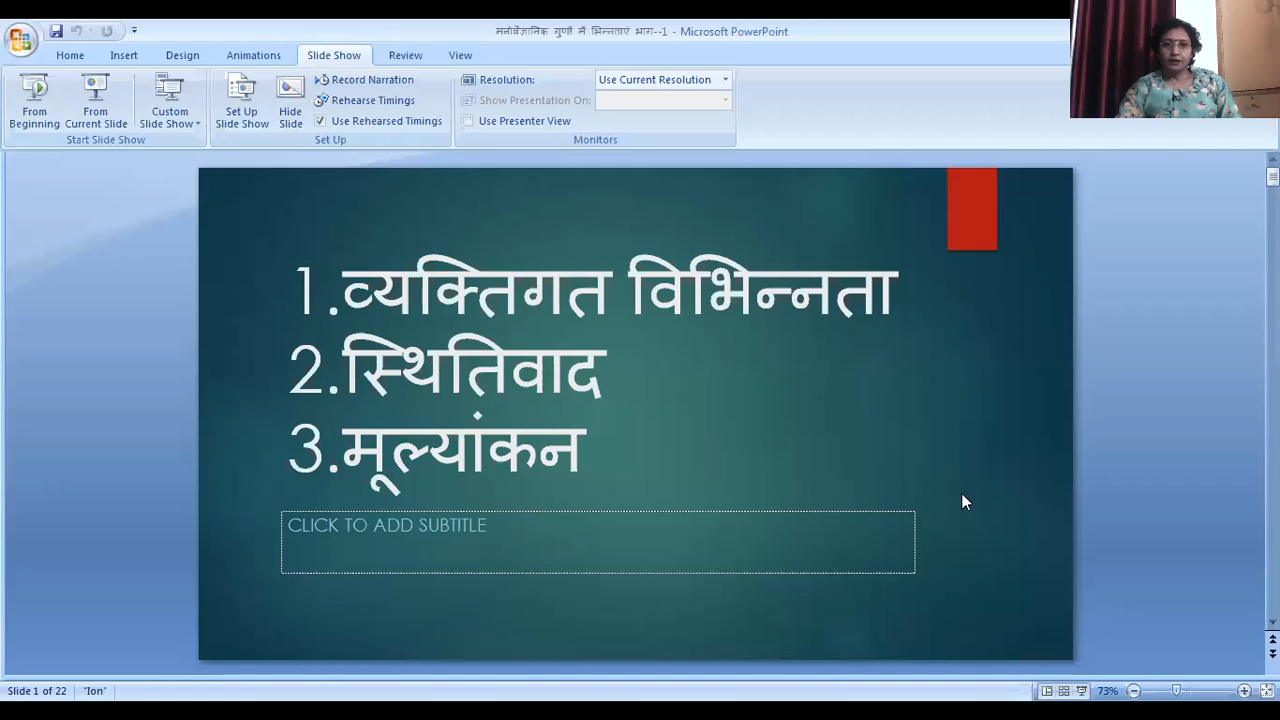 मनोवैज्ञानिक गुणों में भिन्नताएं भाग--1 - Microsoft PowerPoint
Home Insert Design Animations Slide Show Review View
From Beginning
From Current Slide
Custom Slide Show
Start Slide Show
Set Up Slide Show
Hide Slide
Record Narration
Rehearse Timings
Use Rehearsed Timings
Set Up
Resolution: Use Current Resolution
Show Presentation On:
Use Presenter View
Monitors
1.व्यक्तिगत विभिन्नता
2.स्थितिवाद
3.मूल्यांकन
CLICK TO ADD SUBTITLE
Slide 1 of 22 "Ion" 73%